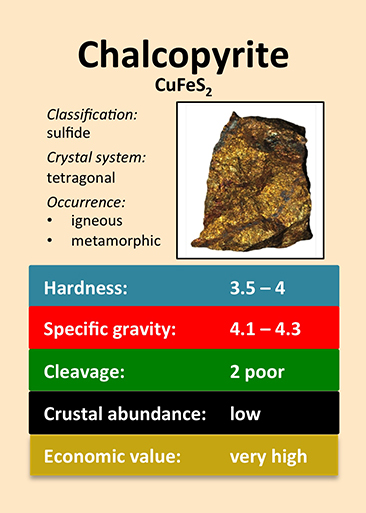 Chalcopyrite
CuFeS₂
Classification:
sulfide
Crystal system:
tetragonal
Occurrence:
• igneous
• metamorphic
Hardness: 3.5 – 4
Specific gravity: 4.1 – 4.3
Cleavage: 2 poor
Crustal abundance: low
Economic value: very high